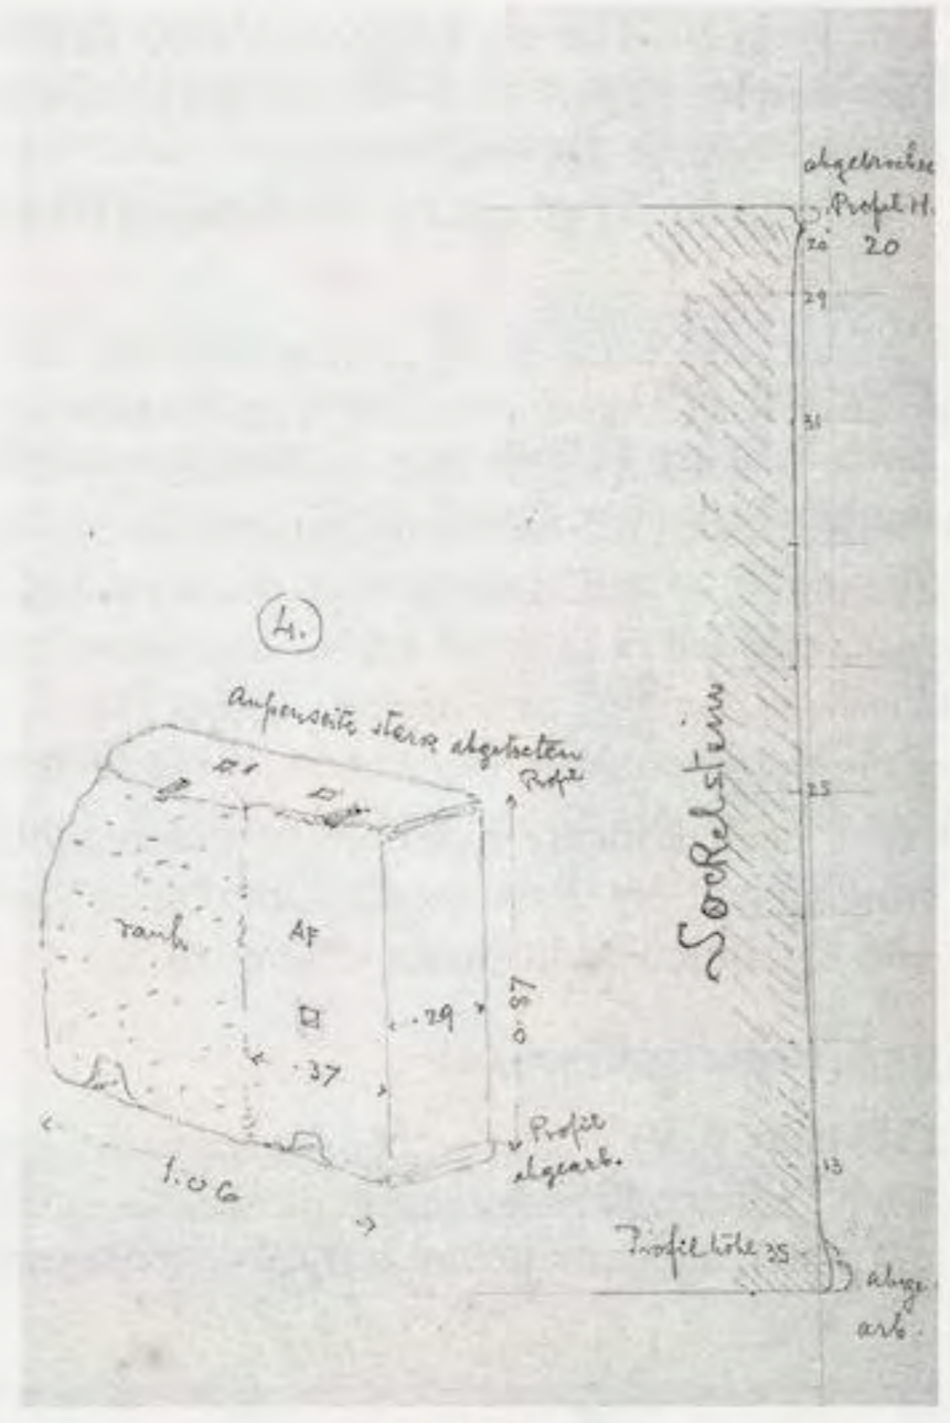 abgebrochen
Profil H.
20
20
29
31
25
13
Sockelstein
4.
Außenseite stark abgetreten
Profil
rauh
AF
.29
0.87
.37
1.06
Profil
abgearb.
Profilhöhe 35
abge
arb.